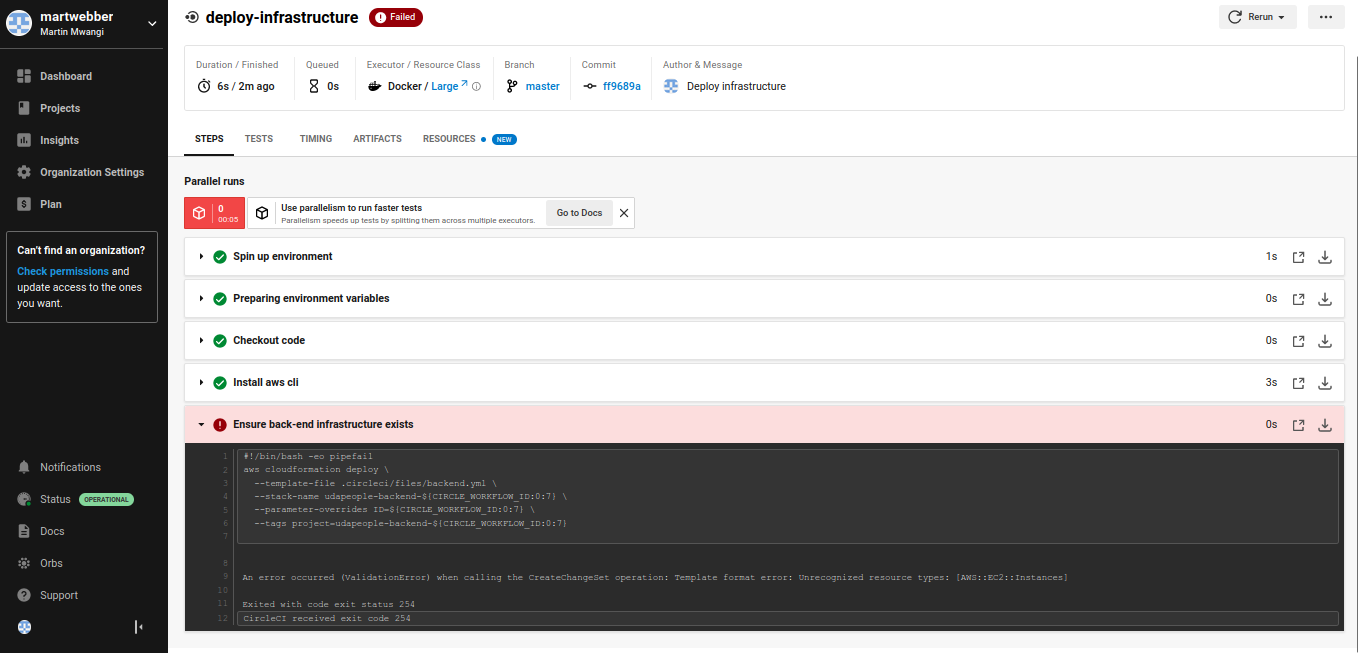 martwebber
Martin Mwangi
Dashboard
Projects
Insights
Organization Settings
Plan
Can't find an organization?
Check permissions and
update access to the ones
you want.
Notifications
Status OPERATIONAL
Docs
Orbs
Support
deploy-infrastructure Failed
Rerun
Duration / Finished
6s / 2m ago
Queued
0s
Executor / Resource Class
Docker / Large
Branch
master
Commit
ff9689a
Author & Message
Deploy infrastructure
STEPS TESTS TIMING ARTIFACTS RESOURCES NEW
Parallel runs
0
00:05
Use parallelism to run faster tests
Parallelism speeds up tests by splitting them across multiple executors.
Go to Docs
Spin up environment 1s
Preparing environment variables 0s
Checkout code 0s
Install aws cli 3s
Ensure back-end infrastructure exists 0s
1 #!/bin/bash -eo pipefail
2 aws cloudformation deploy \
3 --template-file .circleci/files/backend.yml \
4 --stack-name udapeople-backend-${CIRCLE_WORKFLOW_ID:0:7} \
5 --parameter-overrides ID=${CIRCLE_WORKFLOW_ID:0:7} \
6 --tags project=udapeople-backend-${CIRCLE_WORKFLOW_ID:0:7}
7
8
9 An error occurred (ValidationError) when calling the CreateChangeSet operation: Template format error: Unrecognized resource types: [AWS::EC2::Instances]
10
11 Exited with code exit status 254
12 CircleCI received exit code 254